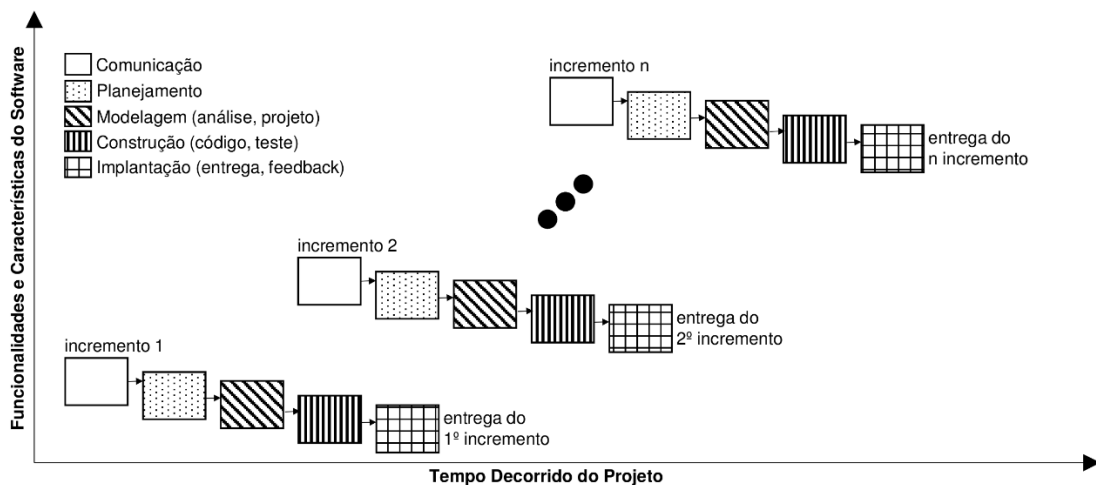 Funcionalidades e Características do Software
Comunicação
Planejamento
Modelagem (análise, projeto)
Construção (código, teste)
Implantação (entrega, feedback)
incremento n
entrega do
n incremento
incremento 2
entrega do
2º incremento
incremento 1
entrega do
1º incremento
Tempo Decorrido do Projeto